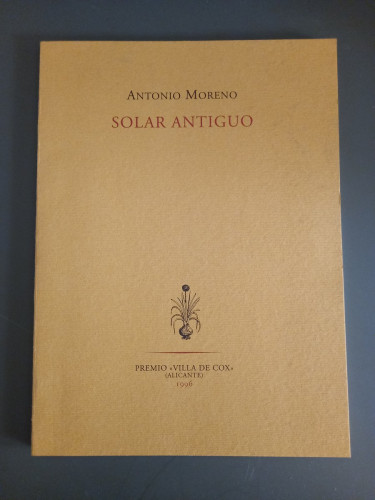 ANTONIO MORENO
SOLAR ANTIGUO
PREMIO «VILLA DE COX»
(ALICANTE)
1996